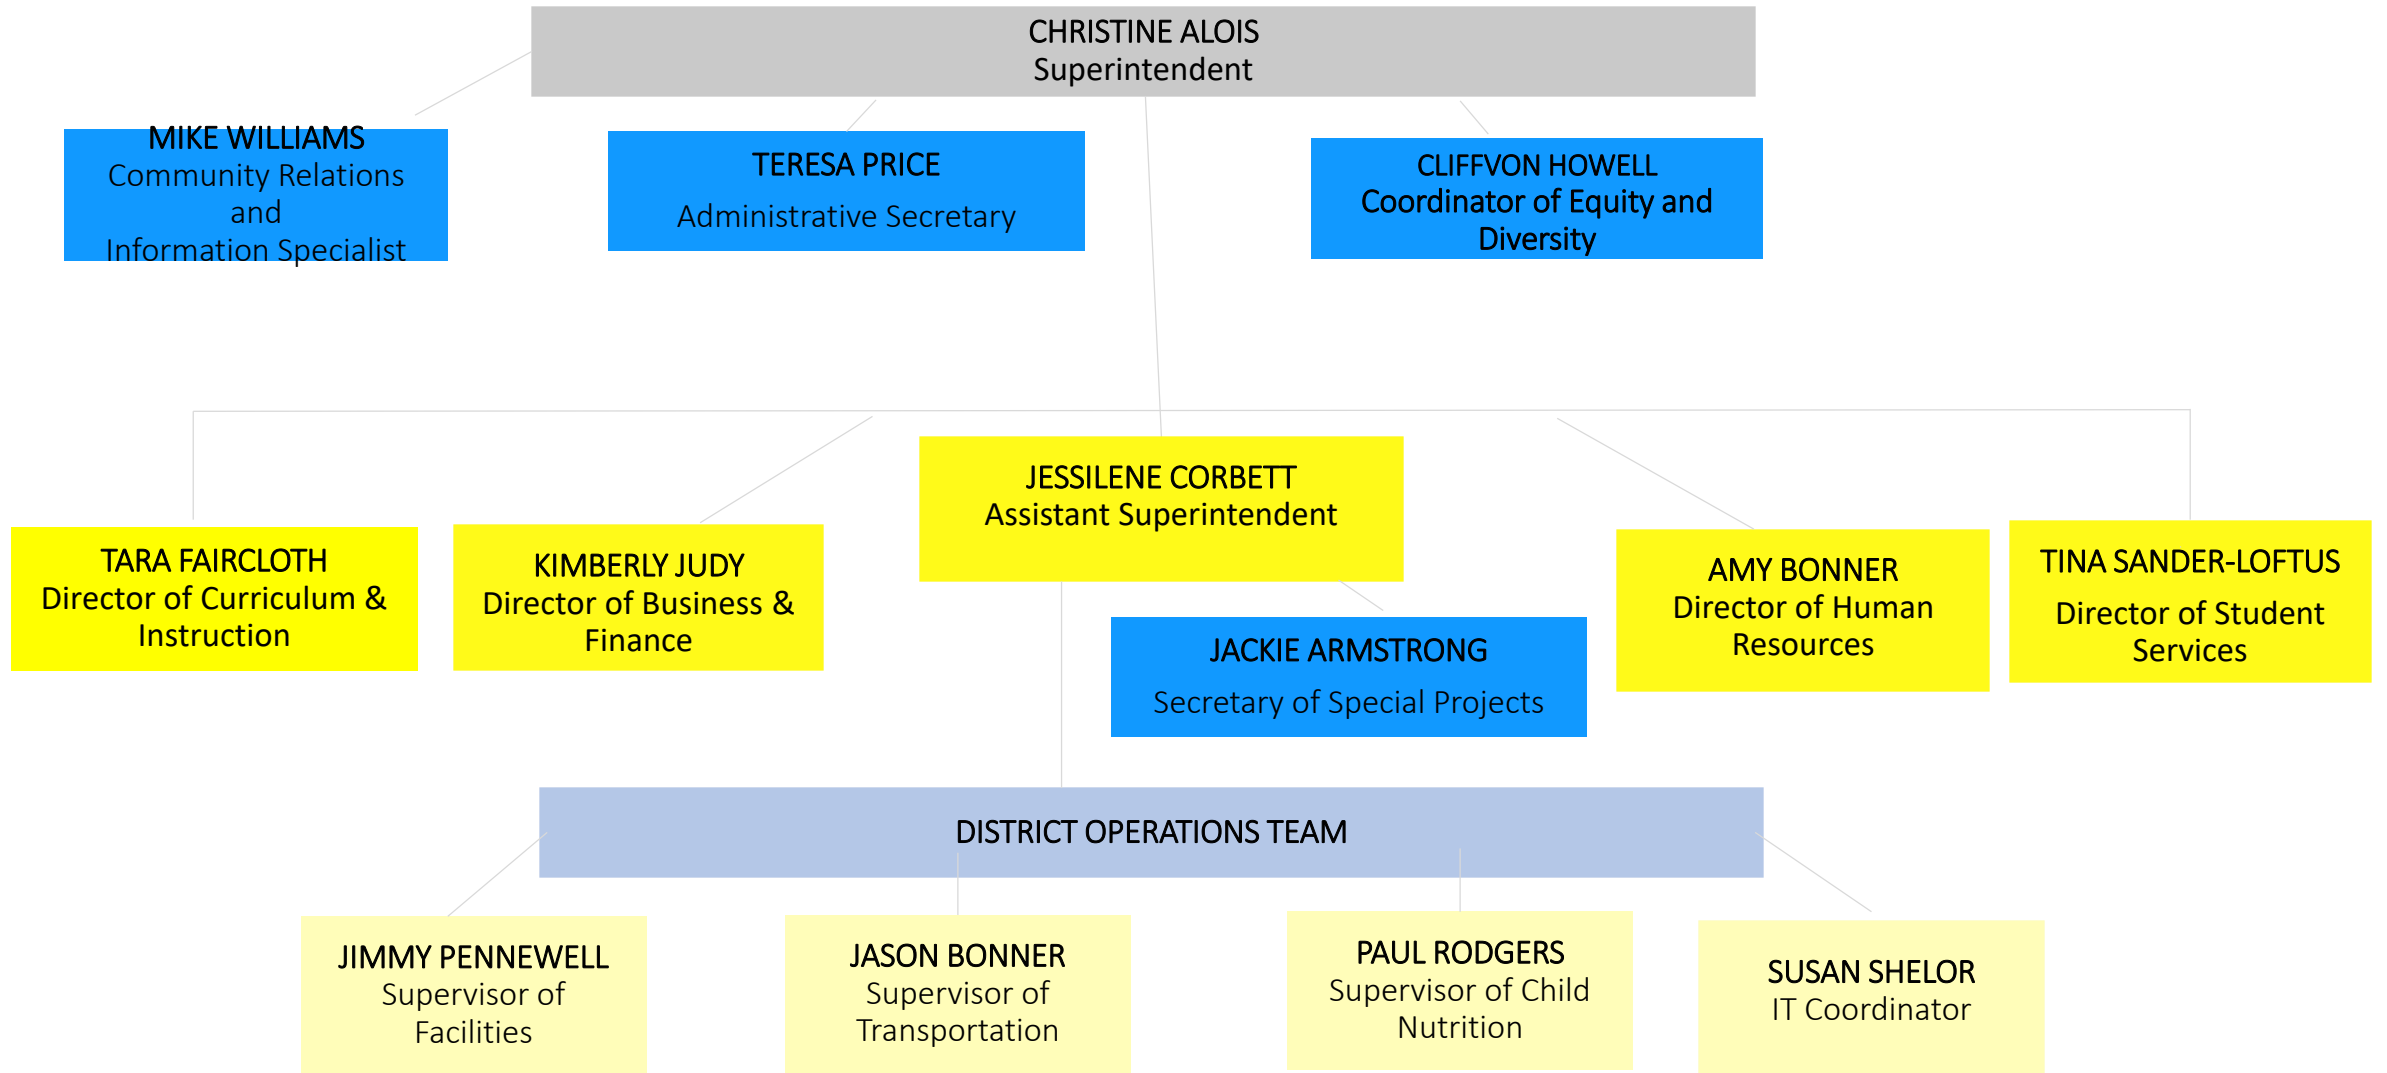 CHRISTINE ALOIS
Superintendent
MIKE WILLIAMS
Community Relations
and
Information Specialist
TERESA PRICE
Administrative Secretary
CLIFFVON HOWELL
Coordinator of Equity and
Diversity
TARA FAIRCLOTH
Director of Curriculum &
Instruction
KIMBERLY JUDY
Director of Business &
Finance
JESSILENE CORBETT
Assistant Superintendent
JACKIE ARMSTRONG
Secretary of Special Projects
AMY BONNER
Director of Human
Resources
TINA SANDER-LOFTUS
Director of Student
Services
DISTRICT OPERATIONS TEAM
JIMMY PENNEWELL
Supervisor of
Facilities
JASON BONNER
Supervisor of
Transportation
PAUL RODGERS
Supervisor of Child
Nutrition
SUSAN SHELOR
IT Coordinator